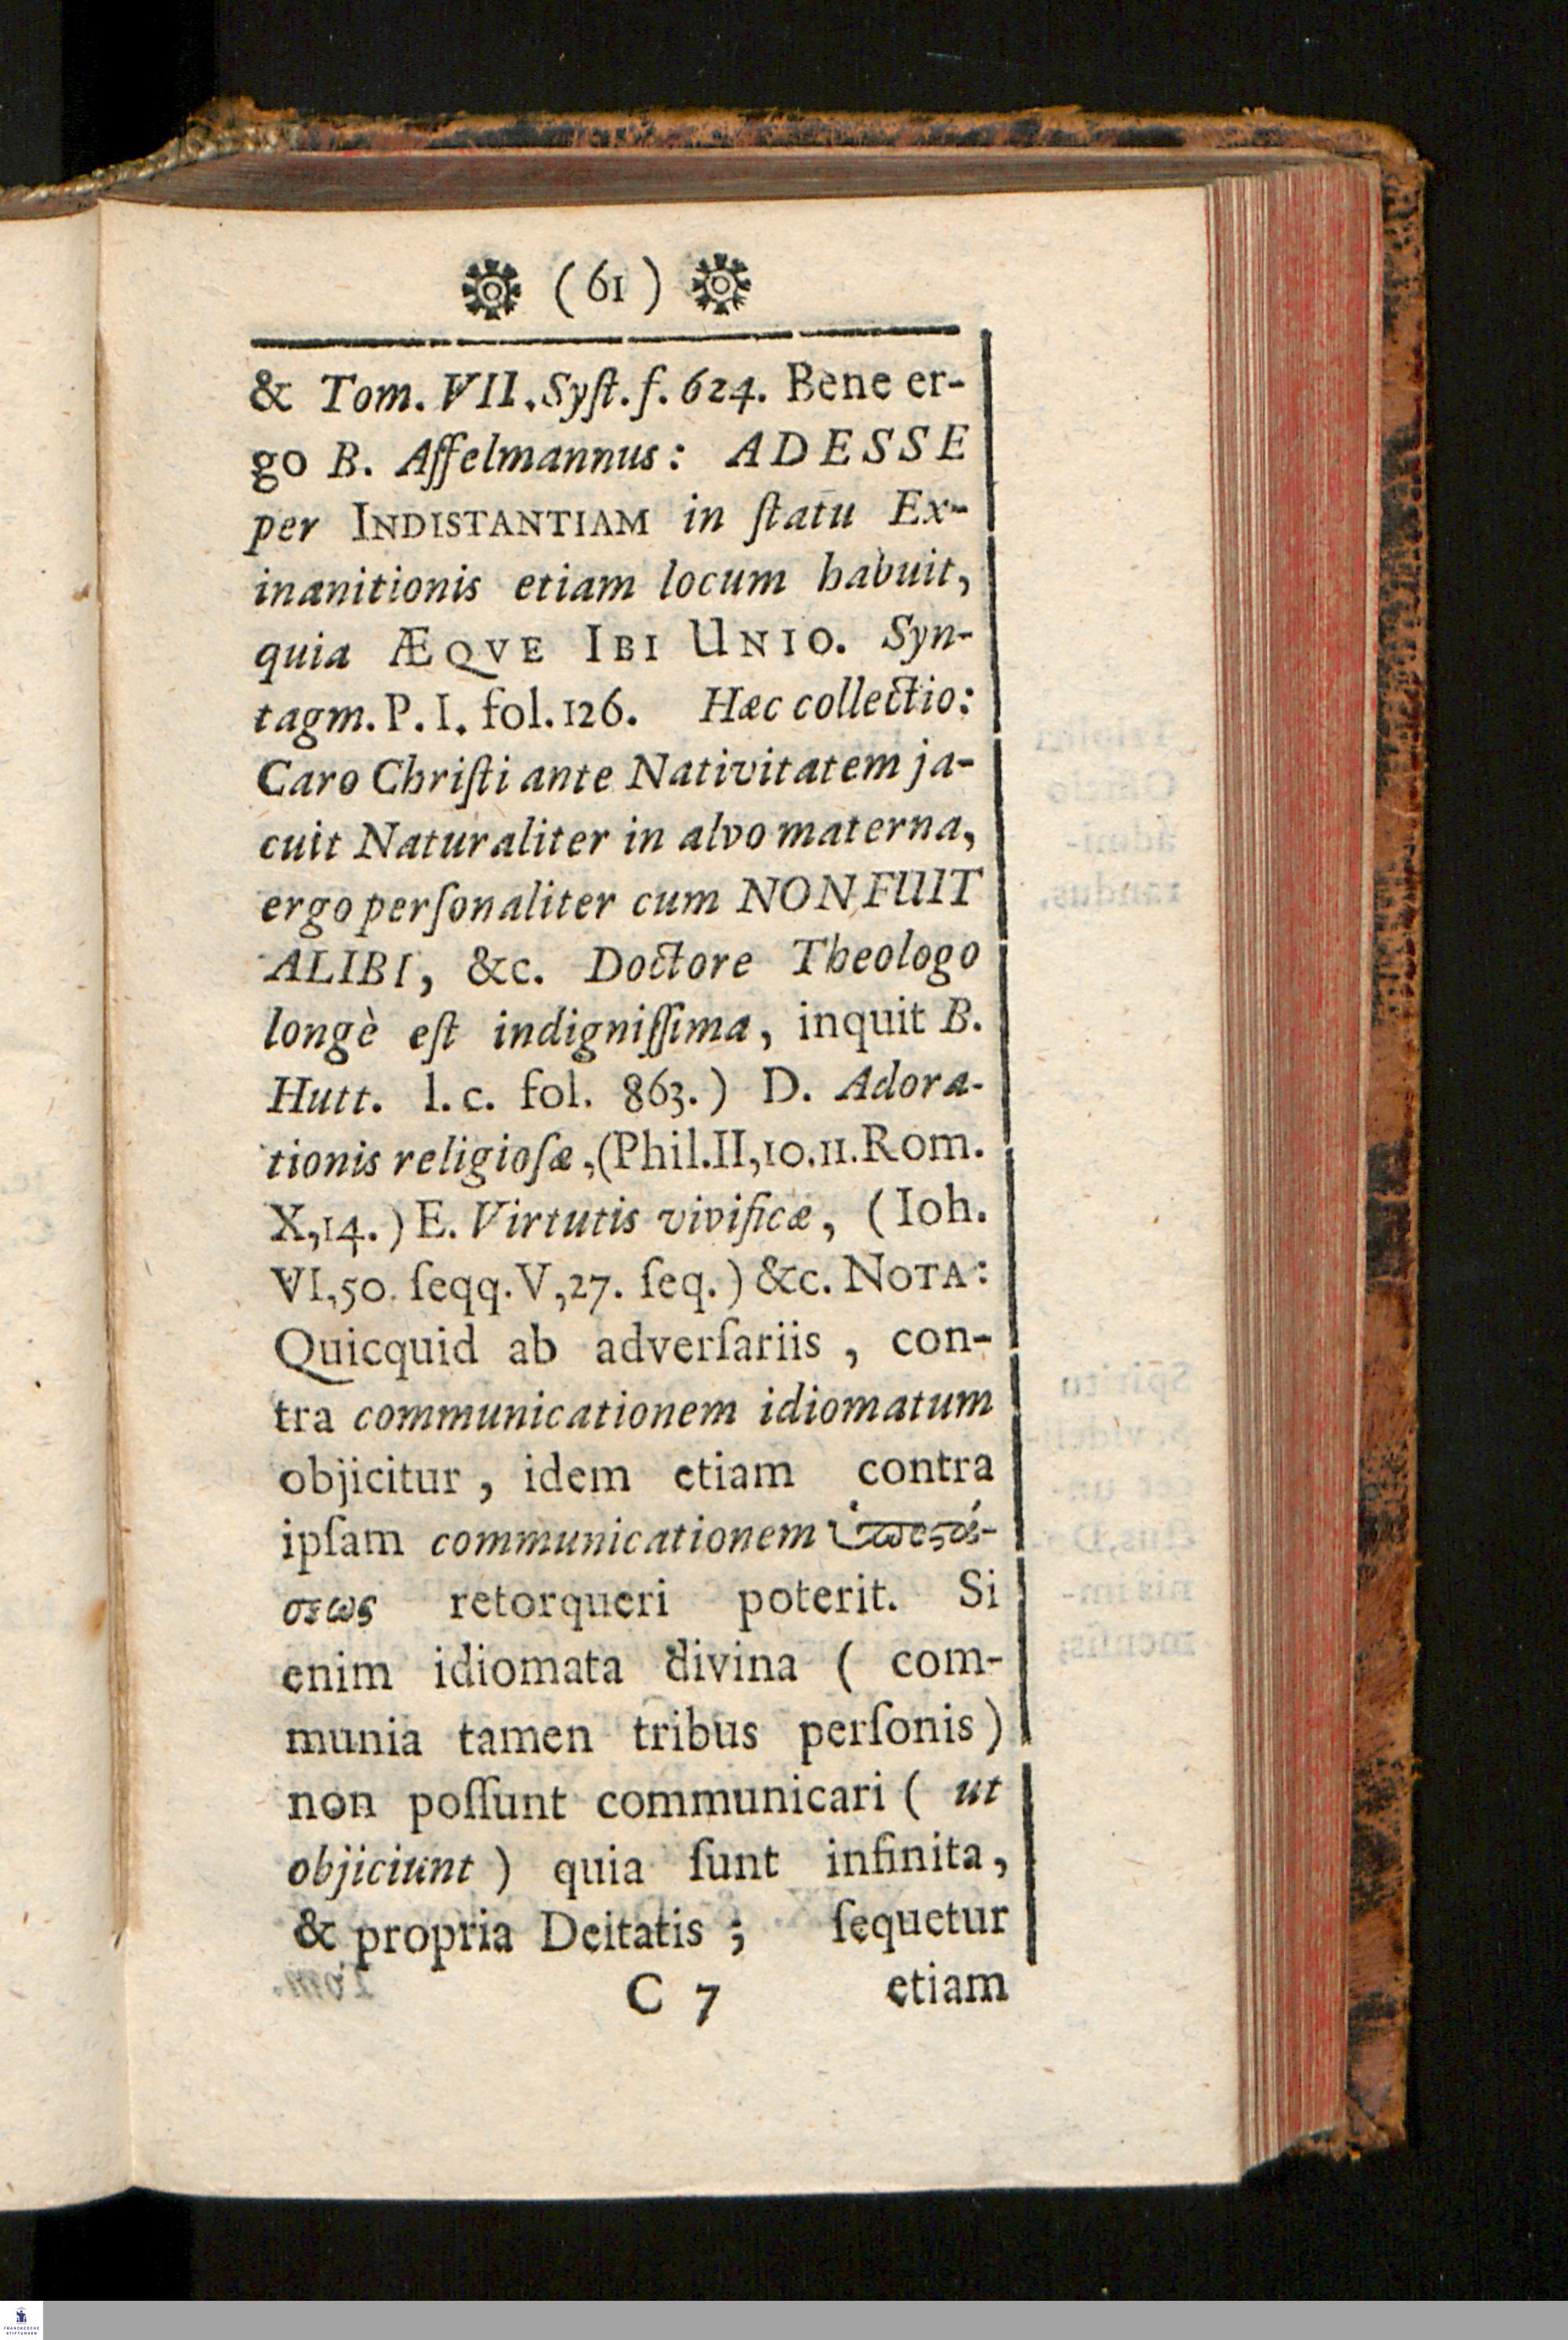 (61)
& Tom. VII. Syſt. f. 624. Bene er-
go B. Aſſelmannus: ADESSE
per INDISTANTIAM in ſtatu Ex-
inanitionis etiam locum habuit,
quia ÆQVE IBI UNIO. Syn-
tagm. P. I. fol. 126. Hæc collectio:
Caro Chriſti ante Nativitatem ja-
cuit Naturaliter in alvo materna,
ergo perſonaliter cum NON FUIT
ALIBI, &c. Doctore Theologo
longè eſt indigniſſima, inquit B.
Hutt. l. c. fol. 863.) D. Adora-
tionis religioſæ, (Phil. II, 10. 11. Rom.
X, 14.) E. Virtutis vivificæ, (Ioh.
VI, 50. ſeqq. V, 27. ſeq.) &c. NOTA:
Quicquid ab adverſariis, con-
tra communicationem idiomatum
objicitur, idem etiam contra
ipſam communicationem ὑποστά-
σεως retorqueri poterit. Si
enim idiomata divina (com-
munia tamen tribus perſonis)
non poſſunt communicari (ut
objiciunt) quia ſunt infinita,
& propria Deitatis; ſequetur
C 7 etiam
FRANCKESCHE
STIFTUNGEN